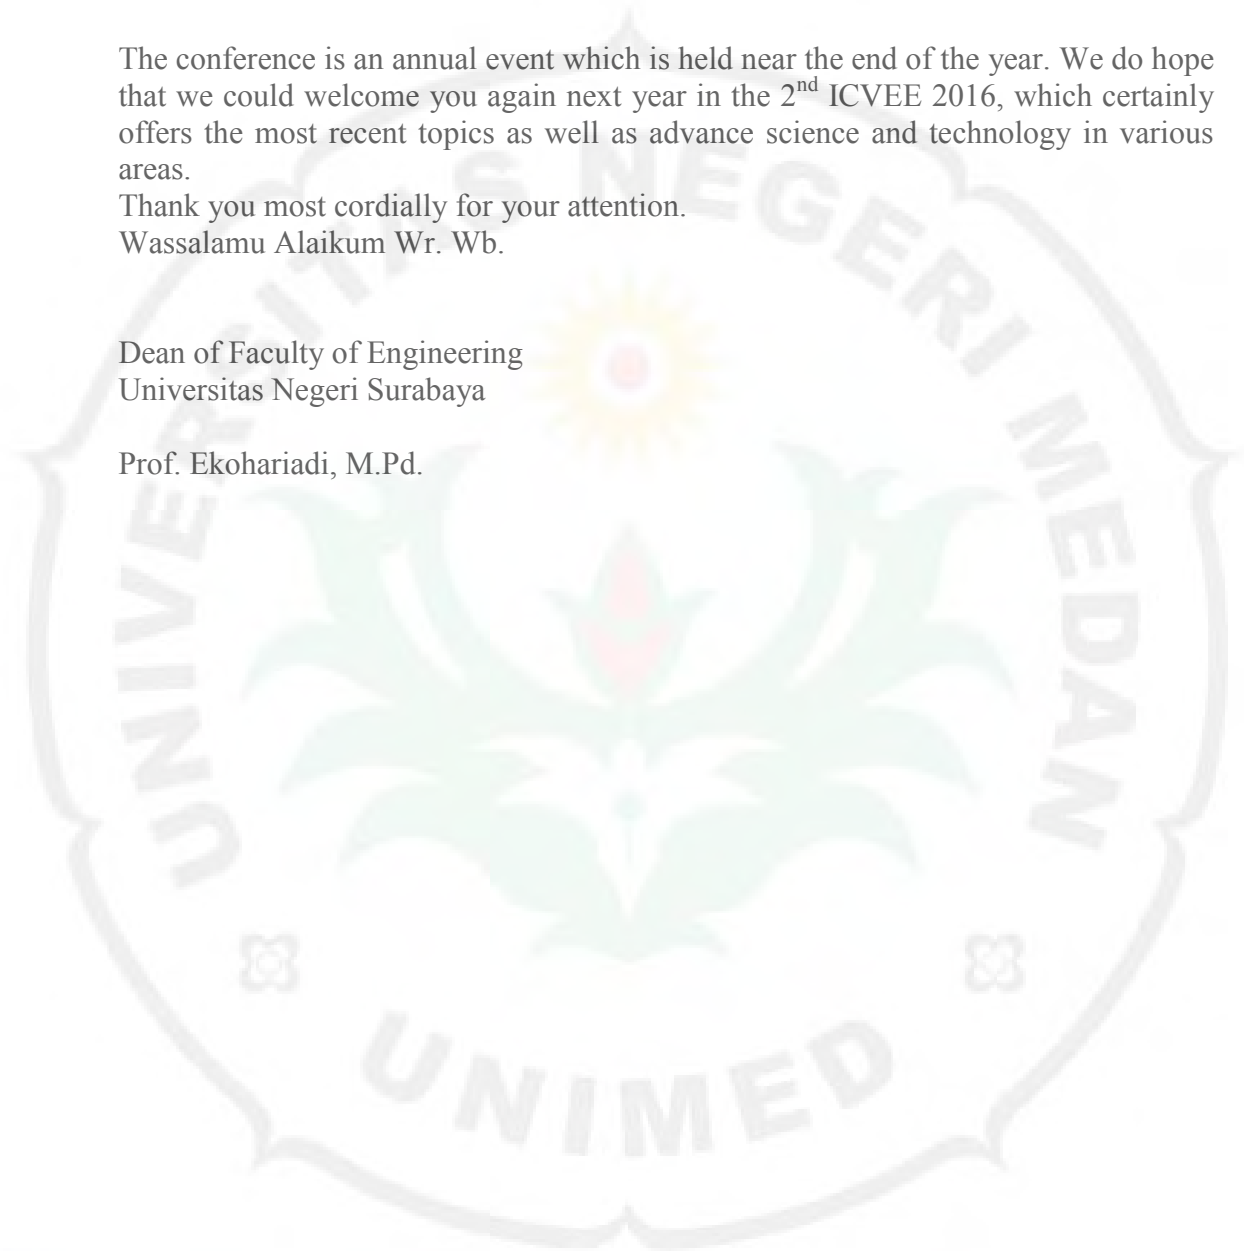 The conference is an annual event which is held near the end of the year. We do hope
that we could welcome you again next year in the 2nd ICVEE 2016, which certainly
offers the most recent topics as well as advance science and technology in various
areas.
Thank you most cordially for your attention.
Wassalamu Alaikum Wr. Wb.
Dean of Faculty of Engineering
Universitas Negeri Surabaya
Prof. Ekohariadi, M.Pd.
UNIVERSITAS NEGERI MEDAN
UNIMED